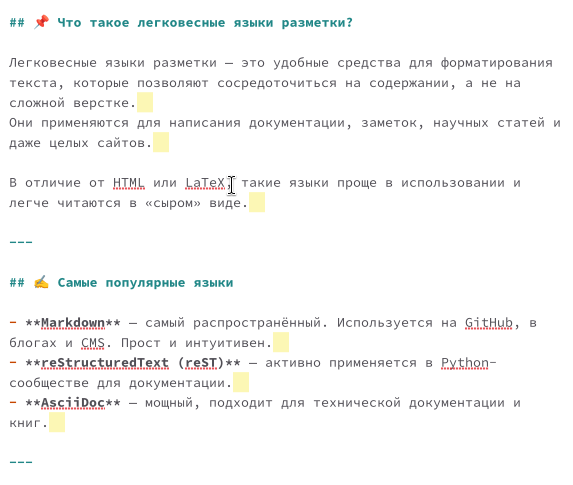 ## 📌 Что такое легковесные языки разметки?
Легковесные языки разметки — это удобные средства для форматирования
текста, которые позволяют сосредоточиться на содержании, а не на
сложной верстке.
Они применяются для написания документации, заметок, научных статей и
даже целых сайтов.
В отличие от HTML или LaTeX, такие языки проще в использовании и
легче читаются в «сыром» виде.
---
## ✍️ Самые популярные языки
- **Markdown** — самый распространённый. Используется на GitHub, в
блогах и CMS. Прост и интуитивен.
- **reStructuredText (reST)** — активно применяется в Python-
сообществе для документации.
- **AsciiDoc** — мощный, подходит для технической документации и
книг.
---